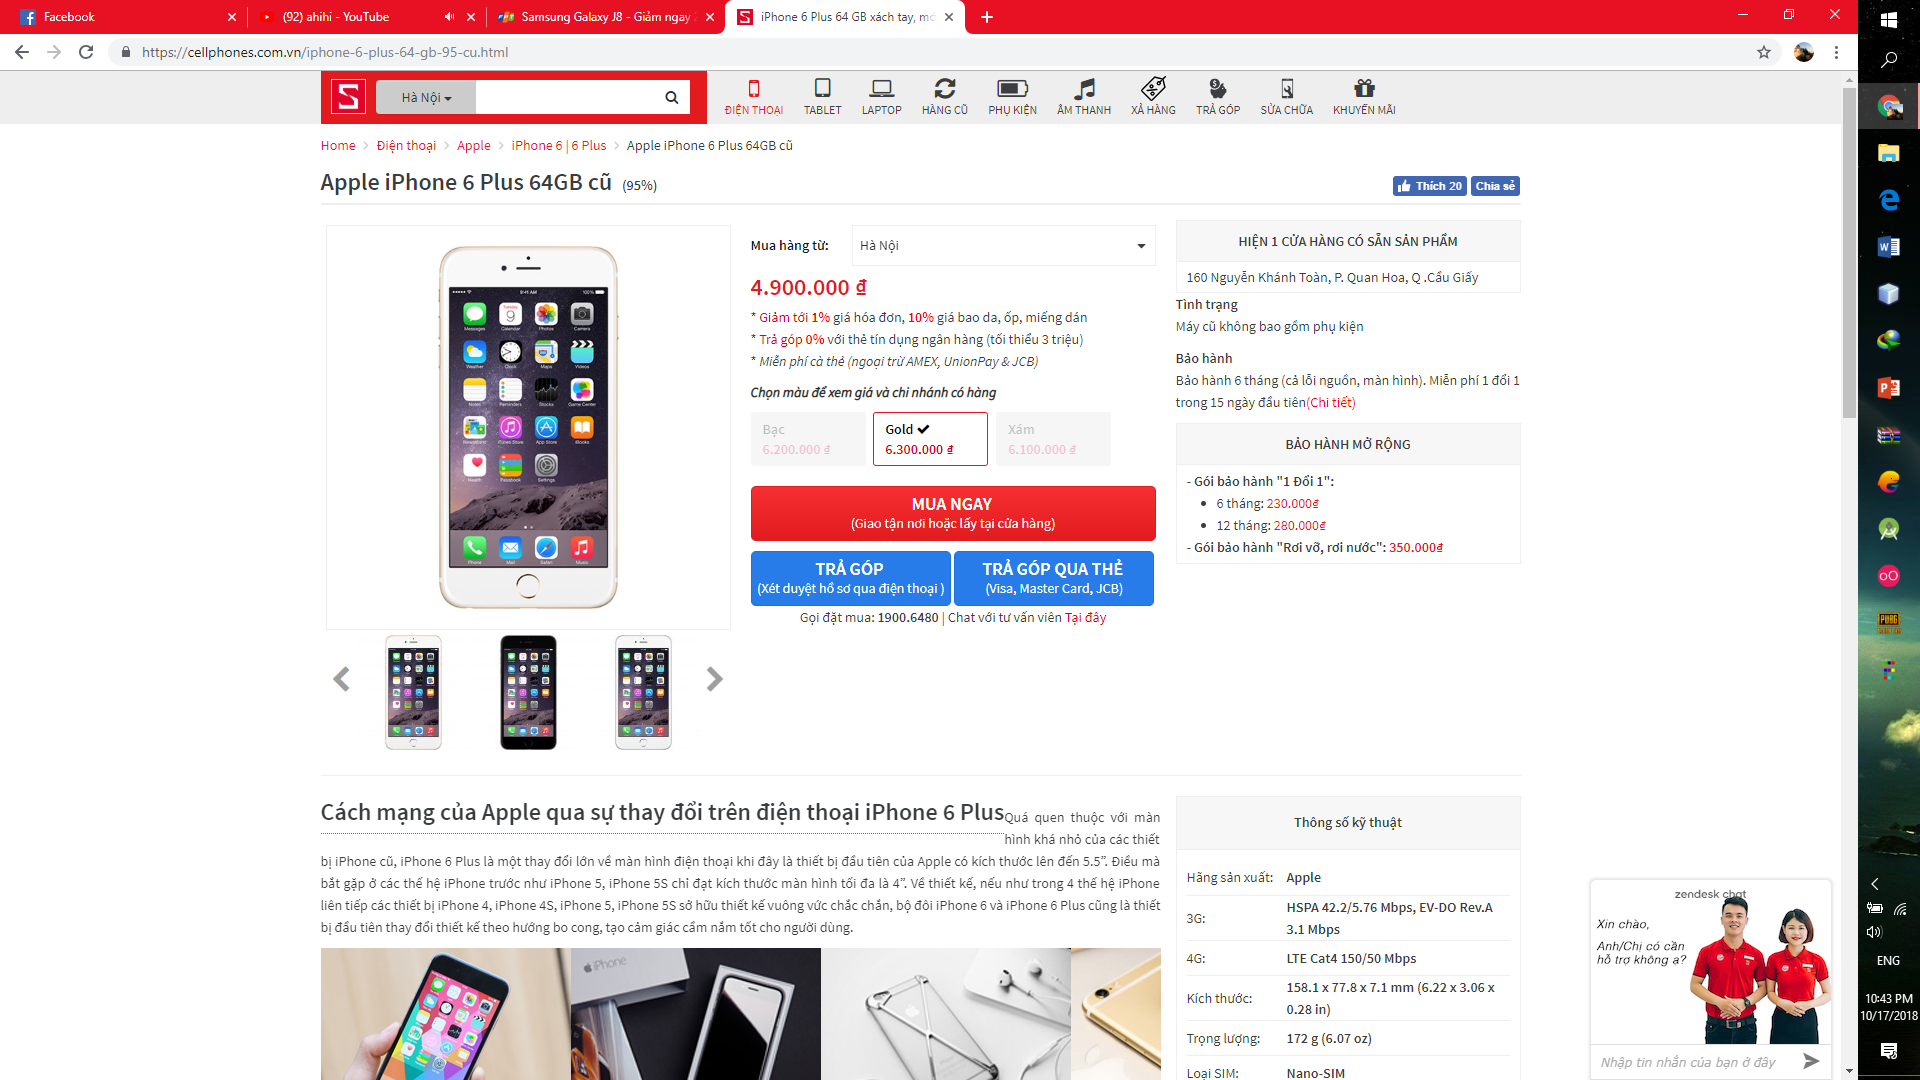 Facebook
(92) ahihi - YouTube
Samsung Galaxy J8 - Giảm ngay
iPhone 6 Plus 64 GB xách tay, mớ
https://cellphones.com.vn/iphone-6-plus-64-gb-95-cu.html
Hà Nội
ĐIỆN THOẠI
TABLET
LAPTOP
HÀNG CŨ
PHỤ KIỆN
ÂM THANH
XẢ HÀNG
TRẢ GÓP
SỬA CHỮA
KHUYẾN MÃI
Home > Điện thoại > Apple > iPhone 6 | 6 Plus > Apple iPhone 6 Plus 64GB cũ
Apple iPhone 6 Plus 64GB cũ (95%)
Thích 20
Chia sẻ
Mua hàng từ: Hà Nội
4.900.000 ₫
* Giảm tới 1% giá hóa đơn, 10% giá bao da, ốp, miếng dán
* Trả góp 0% với thẻ tín dụng ngân hàng (tối thiểu 3 triệu)
* Miễn phí cà thẻ (ngoại trừ AMEX, UnionPay & JCB)
Chọn màu để xem giá và chi nhánh có hàng
Bạc
6.200.000 ₫
Gold
6.300.000 ₫
Xám
6.100.000 ₫
MUA NGAY
(Giao tận nơi hoặc lấy tại cửa hàng)
TRẢ GÓP
(Xét duyệt hồ sơ qua điện thoại )
TRẢ GÓP QUA THẺ
(Visa, Master Card, JCB)
Gọi đặt mua: 1900.6480 | Chat với tư vấn viên Tại đây
HIỆN 1 CỬA HÀNG CÓ SẴN SẢN PHẨM
160 Nguyễn Khánh Toàn, P. Quan Hoa, Q .Cầu Giấy
Tình trạng
Máy cũ không bao gồm phụ kiện
Bảo hành
Bảo hành 6 tháng (cả lỗi nguồn, màn hình). Miễn phí 1 đổi 1
trong 15 ngày đầu tiên(Chi tiết)
BẢO HÀNH MỞ RỘNG
- Gói bảo hành "1 Đổi 1":
6 tháng: 230.000₫
12 tháng: 280.000₫
- Gói bảo hành "Rơi vỡ, rơi nước": 350.000₫
Cách mạng của Apple qua sự thay đổi trên điện thoại iPhone 6 Plus
Quá quen thuộc với màn
hình khá nhỏ của các thiết
bị iPhone cũ, iPhone 6 Plus là một thay đổi lớn về màn hình điện thoại khi đây là thiết bị đầu tiên của Apple có kích thước lên đến 5.5”. Điều mà
bắt gặp ở các thế hệ iPhone trước như iPhone 5, iPhone 5S chỉ đạt kích thước màn hình tối đa là 4”. Về thiết kế, nếu như trong 4 thế hệ iPhone
liên tiếp các thiết bị iPhone 4, iPhone 4S, iPhone 5, iPhone 5S sở hữu thiết kế vuông vức chắc chắn, bộ đôi iPhone 6 và iPhone 6 Plus cũng là thiết
bị đầu tiên thay đổi thiết kế theo hướng bo cong, tạo cảm giác cầm nắm tốt cho người dùng.
iPhone
Thông số kỹ thuật
Hãng sản xuất: Apple
3G: HSPA 42.2/5.76 Mbps, EV-DO Rev.A
3.1 Mbps
4G: LTE Cat4 150/50 Mbps
Kích thước: 158.1 x 77.8 x 7.1 mm (6.22 x 3.06 x
0.28 in)
Trọng lượng: 172 g (6.07 oz)
Loại SIM: Nano-SIM
zendesk chat
Xin chào,
Anh/Chị có cần
hỗ trợ không ạ?
Nhập tin nhắn của bạn ở đây
ENG
10:43 PM
10/17/2018